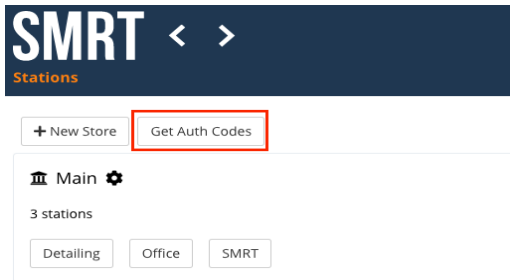 SMRT < >
Stations
+ New Store Get Auth Codes
Main
3 stations
Detailing Office SMRT